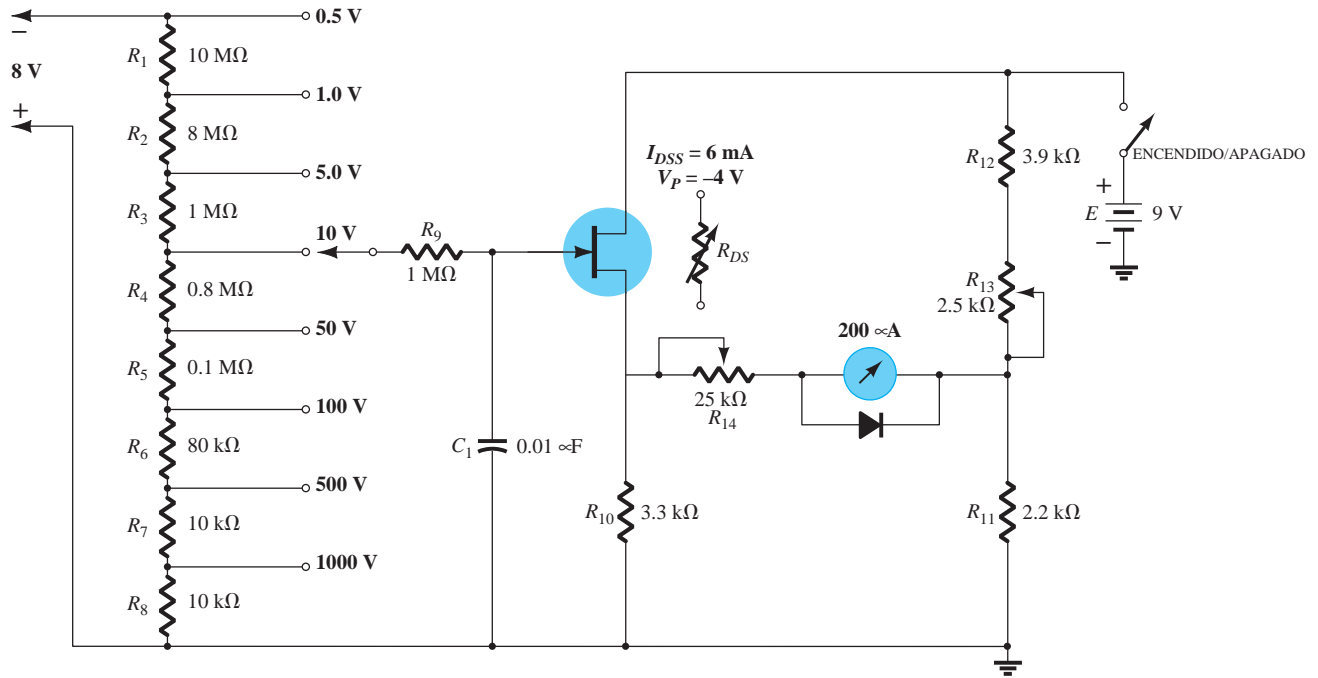 0.5 V
−
8 V
+
R1 10 MΩ
1.0 V
R2 8 MΩ
5.0 V
R3 1 MΩ
10 V
R4 0.8 MΩ
50 V
R5 0.1 MΩ
100 V
R6 80 kΩ
500 V
R7 10 kΩ
1000 V
R8 10 kΩ
R9
1 MΩ
C1 0.01 ∝F
IDSS = 6 mA
VP = –4 V
RDS
200 ∝A
25 kΩ
R14
R10 3.3 kΩ
R12 3.9 kΩ
R13
2.5 kΩ
R11 2.2 kΩ
ENCENDIDO/APAGADO
+
E 9 V
−